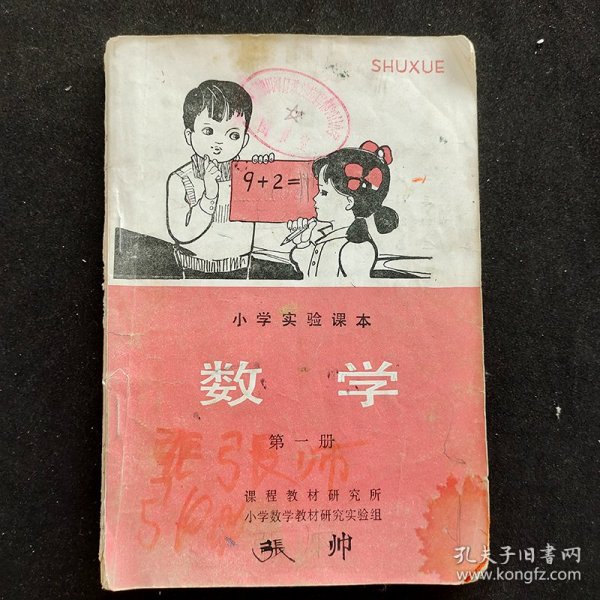 SHUXUE
9+2=
小学实验课本
数学
第一册
張师
课程教材研究所
小学数学教材研究实验组
張帅
孔夫子旧书网
www.kongfz.com